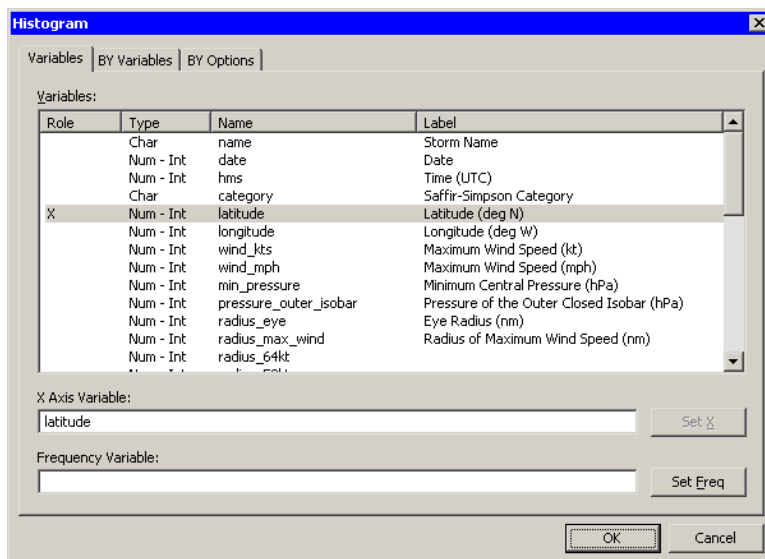 Histogram
Variables BY Variables BY Options
Variables:
Role Type Name Label
Char name Storm Name
Num - Int date Date
Num - Int hms Time (UTC)
Char category Saffir-Simpson Category
X Num - Int latitude Latitude (deg N)
Num - Int longitude Longitude (deg W)
Num - Int wind_kts Maximum Wind Speed (kt)
Num - Int wind_mph Maximum Wind Speed (mph)
Num - Int min_pressure Minimum Central Pressure (hPa)
Num - Int pressure_outer_isobar Pressure of the Outer Closed Isobar (hPa)
Num - Int radius_eye Eye Radius (nm)
Num - Int radius_max_wind Radius of Maximum Wind Speed (nm)
Num - Int radius_64kt
X Axis Variable:
latitude Set X
Frequency Variable:
Set Freq
OK Cancel